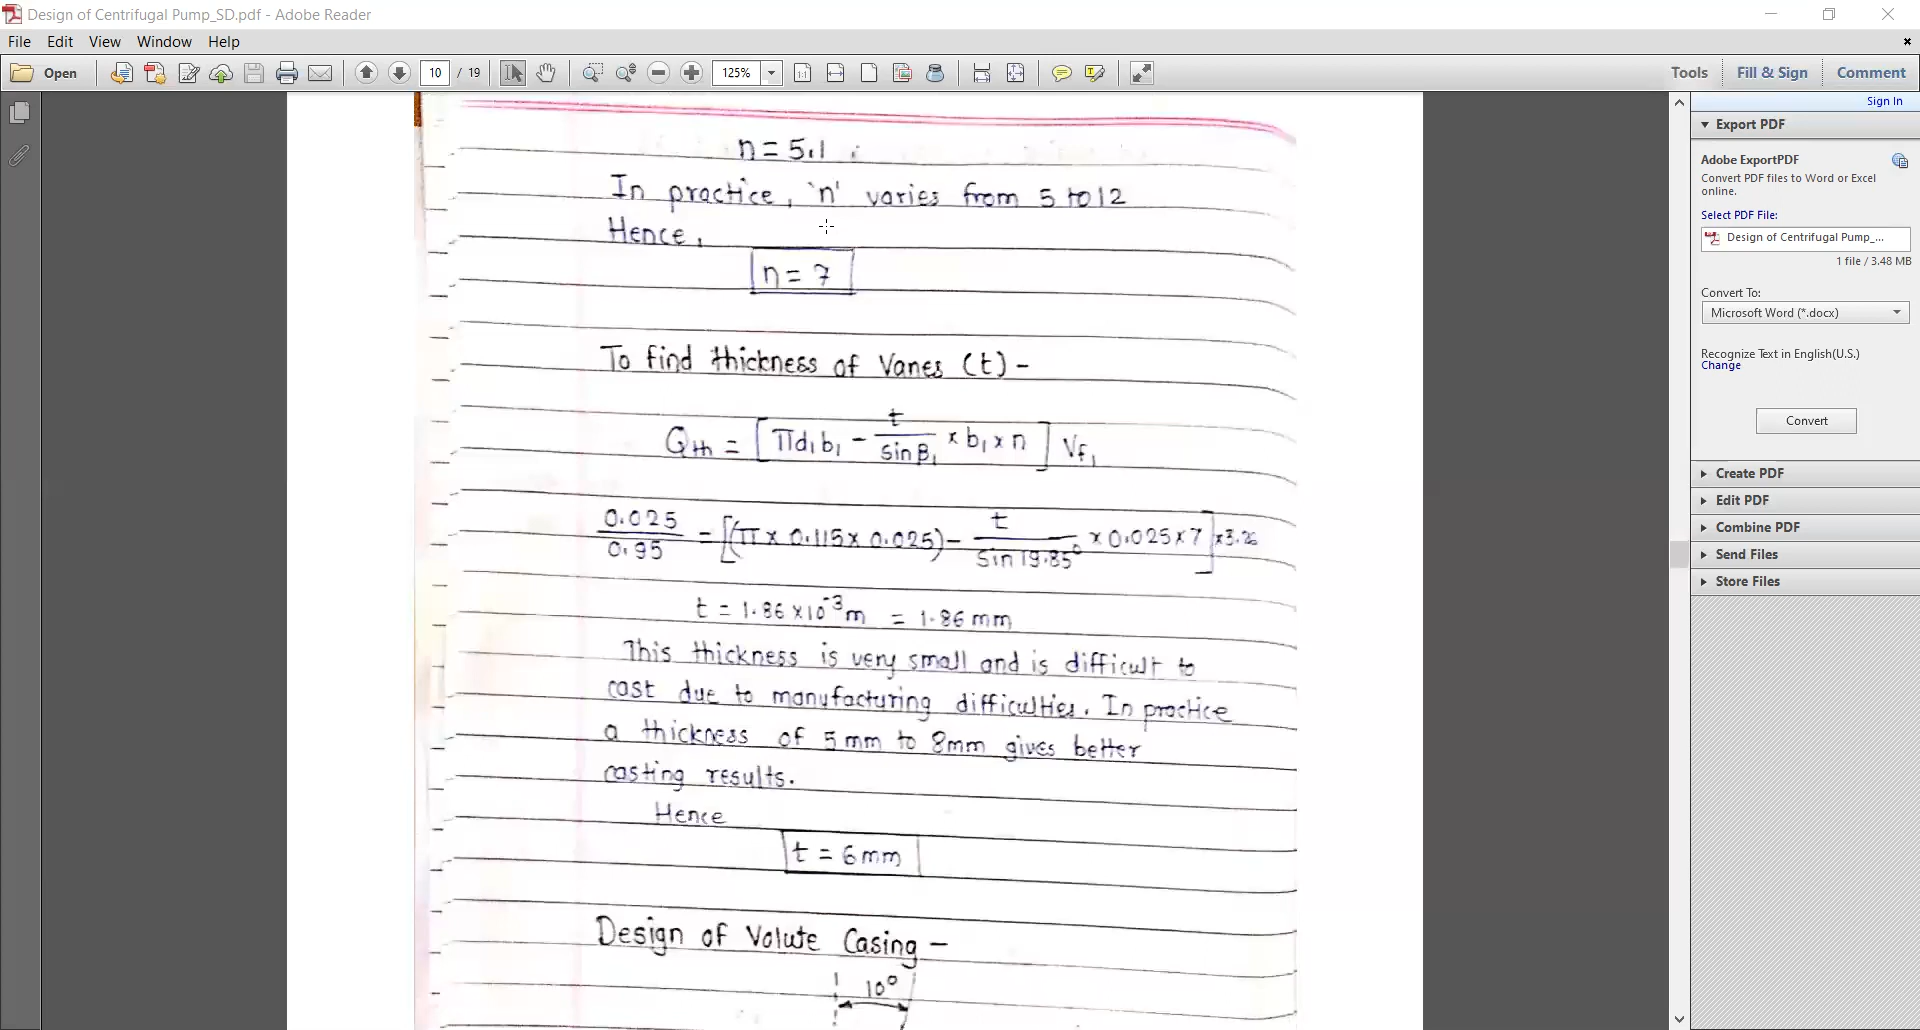 Design of Centrifugal Pump_SD.pdf - Adobe Reader
File Edit View Window Help
Open 10 / 19 125% Tools Fill & Sign Comment
Sign In
n = 5.1
In practice, 'n' varies from 5 to 12
Hence,
n = 7
To find thickness of Vanes (t) -
Qth = [πd₁b₁ - t/sinβ₁ × b₁ × n] Vf₁
0.025/0.95 = [(π × 0.115 × 0.025) - t/sin 19.85° × 0.025 × 7] × 3.26
t = 1.86 × 10⁻³ m = 1.86 mm
This thickness is very small and is difficult to
cast due to manufacturing difficulties. In practice
a thickness of 5 mm to 8mm gives better
casting results.
Hence
t = 6mm
Design of Volute Casing -
10°
Export PDF
Adobe ExportPDF
Convert PDF files to Word or Excel
online.
Select PDF File:
Design of Centrifugal Pump_...
1 file / 3.48 MB
Convert To:
Microsoft Word (*.docx)
Recognize Text in English(U.S.)
Change
Convert
Create PDF
Edit PDF
Combine PDF
Send Files
Store Files